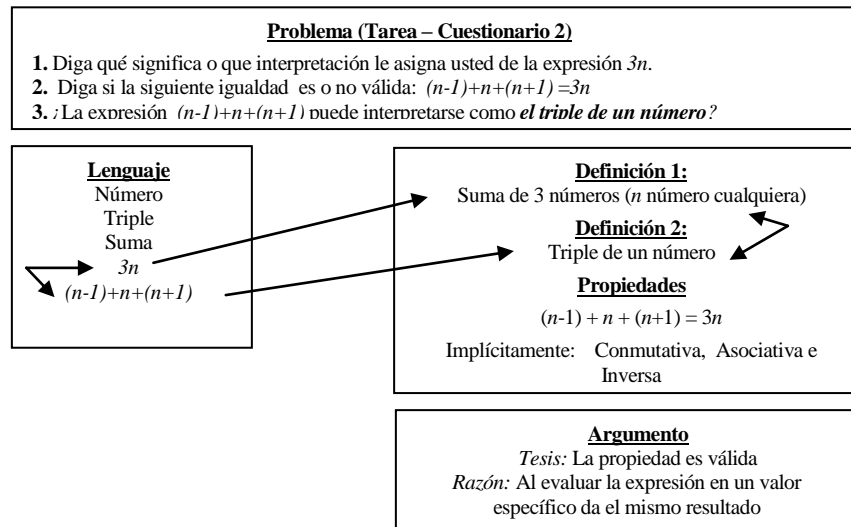 Problema (Tarea – Cuestionario 2)
1. Diga qué significa o que interpretación le asigna usted de la expresión 3n.
2. Diga si la siguiente igualdad es o no válida: (n-1)+n+(n+1) =3n
3. ¿La expresión (n-1)+n+(n+1) puede interpretarse como el triple de un número?
Lenguaje
Número
Triple
Suma
3n
(n-1)+n+(n+1)
Definición 1:
Suma de 3 números (n número cualquiera)
Definición 2:
Triple de un número
Propiedades
(n-1) + n + (n+1) = 3n
Implícitamente: Conmutativa, Asociativa e
Inversa
Argumento
Tesis: La propiedad es válida
Razón: Al evaluar la expresión en un valor
específico da el mismo resultado